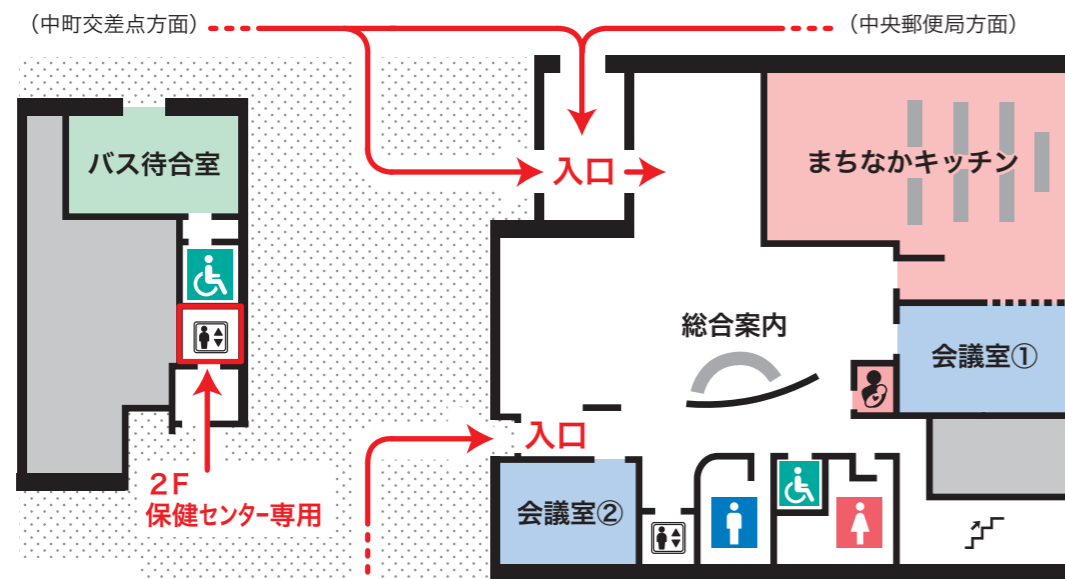 （中町交差点方面）
（中央郵便局方面）
バス待合室
入口
まちなかキッチン
総合案内
会議室①
入口
2F
保健センター専用
会議室②